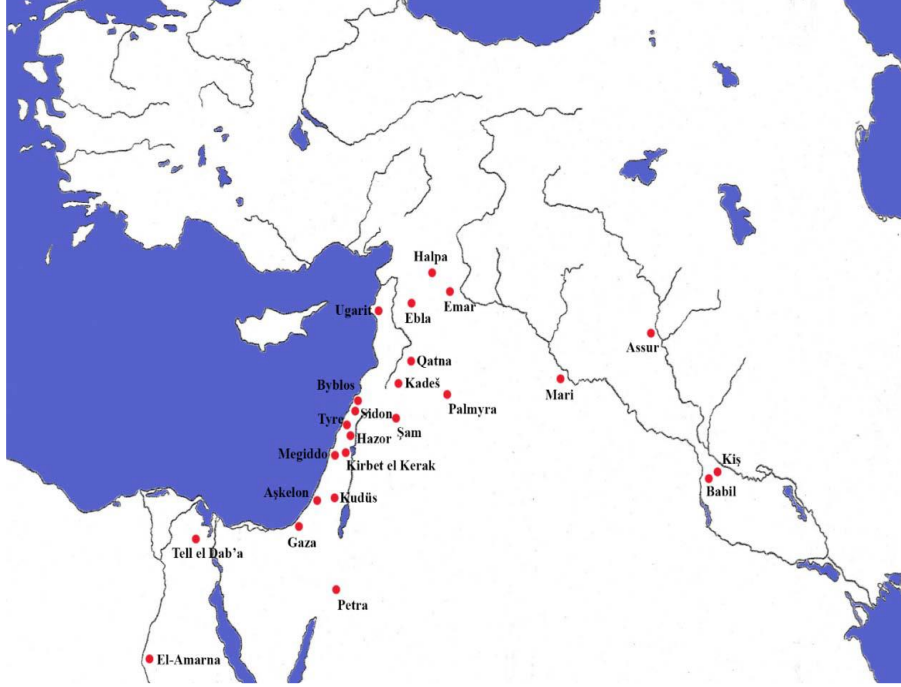 Halpa
Emar
Ebla
Ugarit
Assur
Qatna
Kadeš
Mari
Byblos
Palmyra
Sidon
Tyre
Şam
Hazor
Megiddo
Kirbet el Kerak
Kiş
Babil
Aşkelon
Kudüs
Gaza
Tell el Dab’a
Petra
El-Amarna